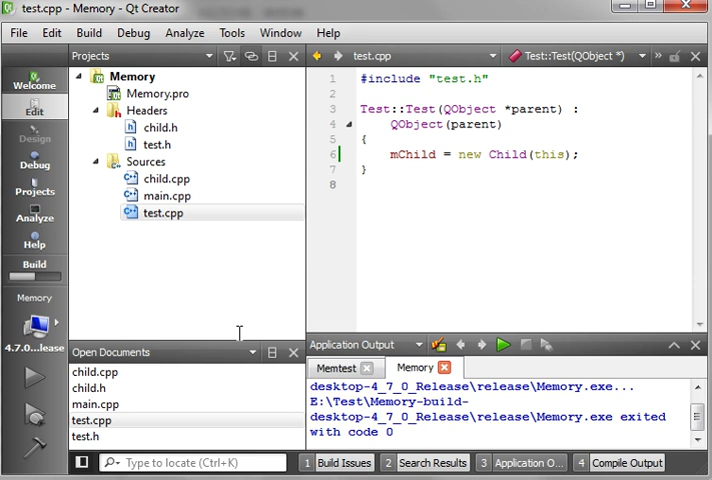 test.cpp - Memory - Qt Creator
File Edit Build Debug Analyze Tools Window Help
Projects
test.cpp
Test::Test(QObject *)
Welcome
Edit
Design
Debug
Projects
Analyze
Help
Build
Memory
4.7.0...lease
Memory
Memory.pro
Headers
child.h
test.h
Sources
child.cpp
main.cpp
test.cpp
1 #include "test.h"
2
3 Test::Test(QObject *parent) :
4 QObject(parent)
5 {
6 mChild = new Child(this);
7 }
8
Open Documents
child.cpp
child.h
main.cpp
test.cpp
test.h
Application Output
Memtest
Memory
desktop-4_7_0_Release\release\Memory.exe...
E:\Test\Memory-build-
desktop-4_7_0_Release\release\Memory.exe exited
with code 0
Type to locate (Ctrl+K)
1 Build Issues
2 Search Results
3 Application O...
4 Compile Output